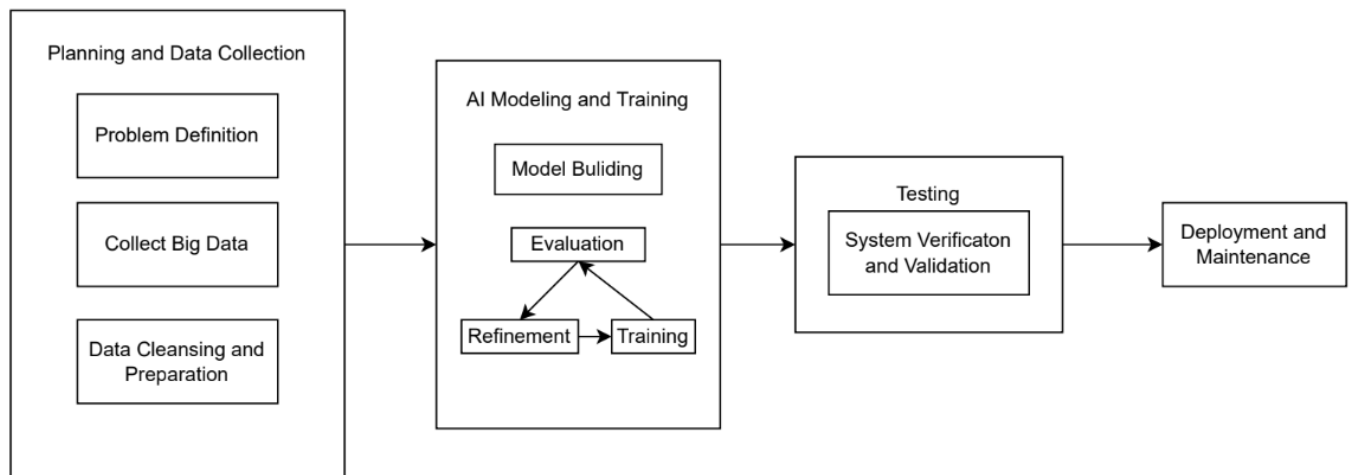 Planning and Data Collection
Problem Definition
Collect Big Data
Data Cleansing and
Preparation
AI Modeling and Training
Model Buliding
Evaluation
Refinement
Training
Testing
System Verificaton
and Validation
Deployment and
Maintenance